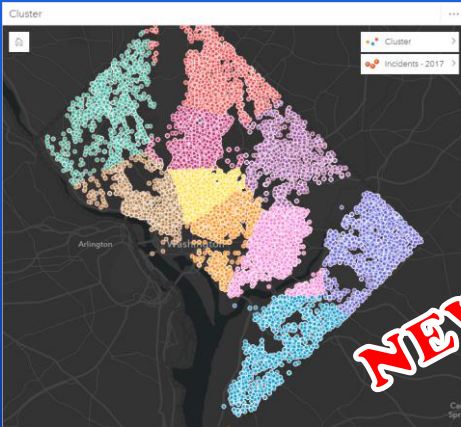 Cluster
Cluster
Incidents - 2017
Arlington
Washington
NEW